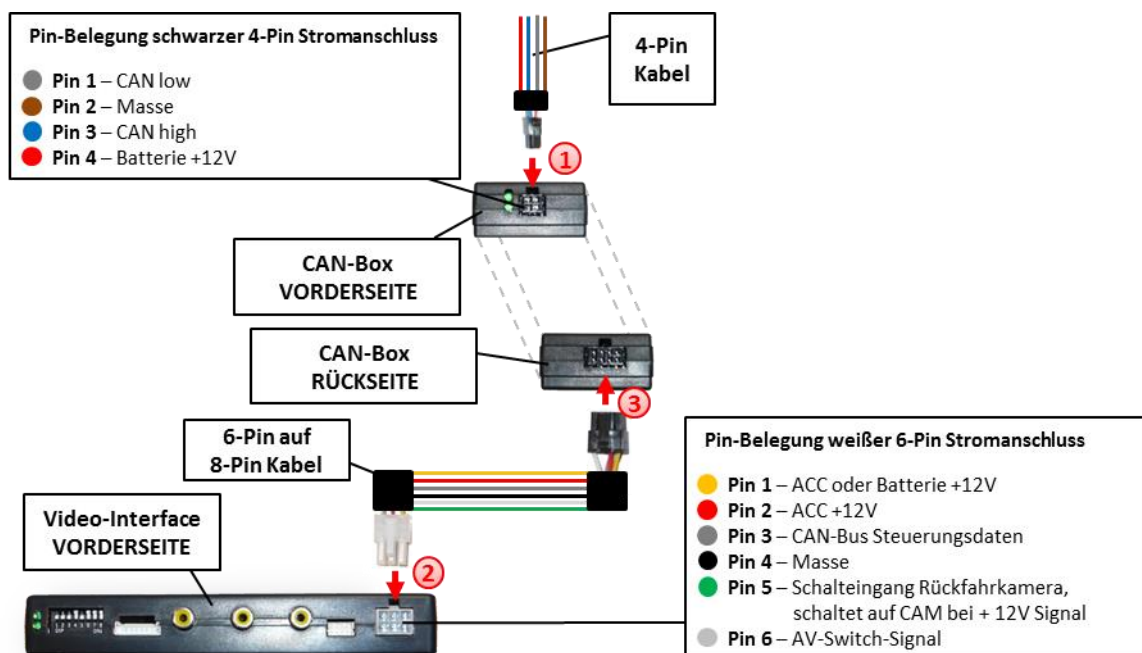 Pin-Belegung schwarzer 4-Pin Stromanschluss
Pin 1 – CAN low
Pin 2 – Masse
Pin 3 – CAN high
Pin 4 – Batterie +12V
4-Pin
Kabel
1
CAN-Box
VORDERSEITE
CAN-Box
RÜCKSEITE
3
6-Pin auf
8-Pin Kabel
Video-Interface
VORDERSEITE
2
Pin-Belegung weißer 6-Pin Stromanschluss
Pin 1 – ACC oder Batterie +12V
Pin 2 – ACC +12V
Pin 3 – CAN-Bus Steuerungsdaten
Pin 4 – Masse
Pin 5 – Schalteingang Rückfahrkamera,
schaltet auf CAM bei + 12V Signal
Pin 6 – AV-Switch-Signal